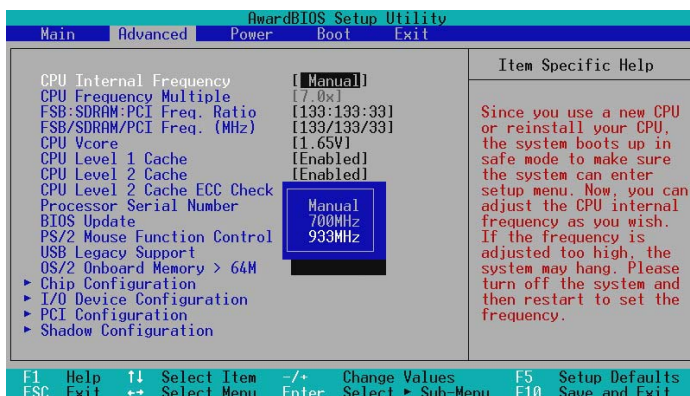 AwardBIOS Setup Utility
Main Advanced Power Boot Exit
CPU Internal Frequency [ Manual]
CPU Frequency Multiple [7.0x]
FSB:SDRAM:PCI Freq. Ratio [133:133:33]
FSB/SDRAM/PCI Freq. (MHz) [133/133/33]
CPU Vcore [1.65V]
CPU Level 1 Cache [Enabled]
CPU Level 2 Cache [Enabled]
CPU Level 2 Cache ECC Check
Processor Serial Number
BIOS Update
PS/2 Mouse Function Control
USB Legacy Support
OS/2 Onboard Memory > 64M
► Chip Configuration
► I/O Device Configuration
► PCI Configuration
► Shadow Configuration
Manual
700MHz
933MHz
Item Specific Help
Since you use a new CPU
or reinstall your CPU,
the system boots up in
safe mode to make sure
the system can enter
setup menu. Now, you can
adjust the CPU internal
frequency as you wish.
If the frequency is
adjusted too high, the
system may hang. Please
turn off the system and
then restart to set the
frequency.
F1 Help ↑↓ Select Item -/+ Change Values F5 Setup Defaults
ESC Exit ←→ Select Menu Enter Select ► Sub-Menu F10 Save and Exit